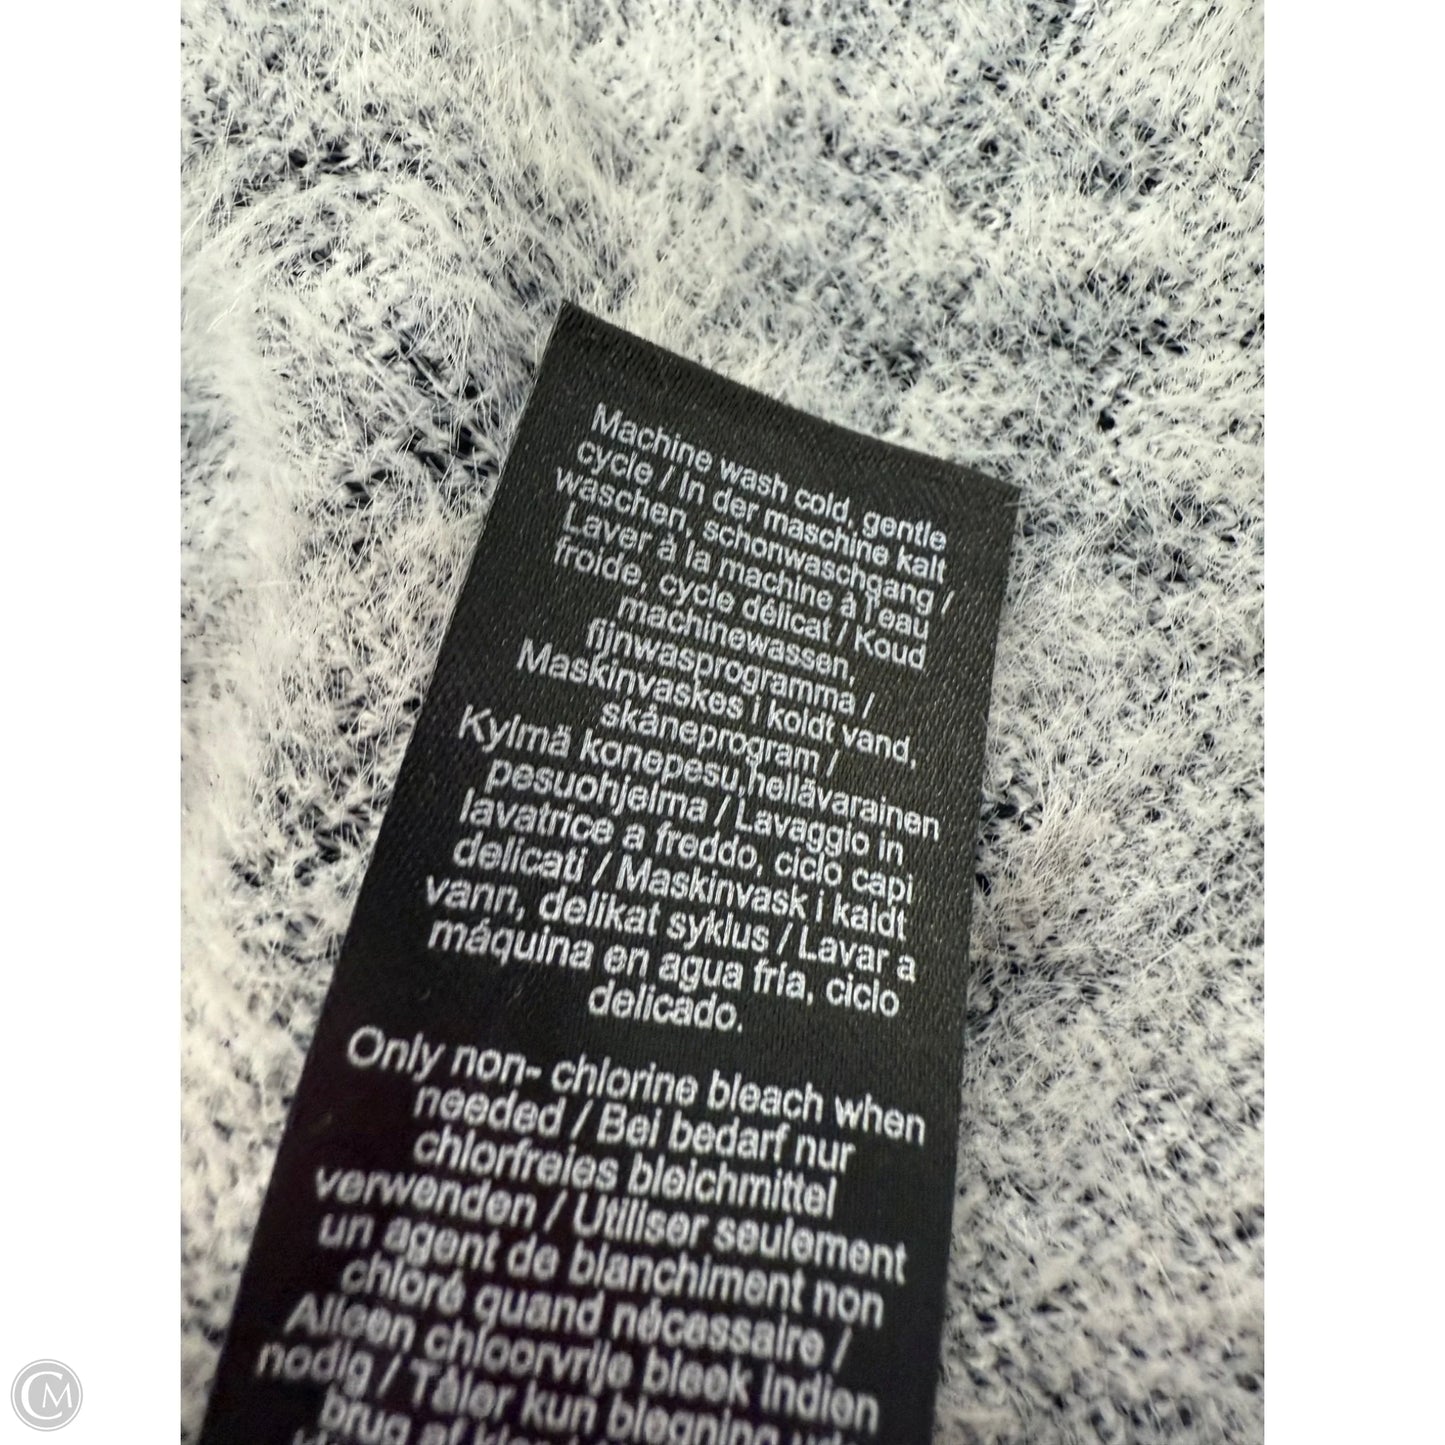 Machine wash cold, gentle
cycle / In der maschine kalt
waschen, schonwaschgang /
Laver à la machine à l'eau
froide, cycle délicat / Koud
machinewassen,
fijnwasprogramma /
Maskinvaskes i koldt vand,
skåneprogram /
Kylmä konepesu,hellävarainen
pesuohjelma / Lavaggio in
lavatrice a freddo, ciclo capi
delicati / Maskinvask i kaldt
vann, delikat syklus / Lavar a
máquina en agua fría, ciclo
delicado.
Only non- chlorine bleach when
needed / Bei bedarf nur
chlorfreies bleichmittel
verwenden / Utiliser seulement
un agent de blanchiment non
chloré quand nécessaire /
Alleen chloorvrije bleek indien
nodig / Tåler kun blegning
brug af
CM